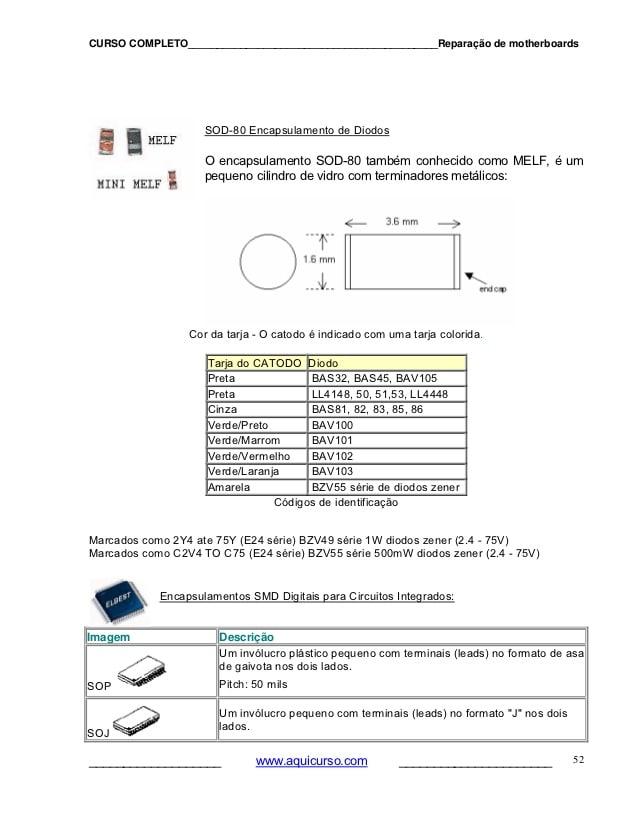 CURSO COMPLETO__________________________________________Reparação de motherboards
MELF
MINI MELF
SOD-80 Encapsulamento de Diodos
O encapsulamento SOD-80 também conhecido como MELF, é um
pequeno cilindro de vidro com terminadores metálicos:
3.6 mm
1.6 mm
end cap
Cor da tarja - O catodo é indicado com uma tarja colorida.
Tarja do CATODO Diodo
Preta BAS32, BAS45, BAV105
Preta LL4148, 50, 51,53, LL4448
Cinza BAS81, 82, 83, 85, 86
Verde/Preto BAV100
Verde/Marrom BAV101
Verde/Vermelho BAV102
Verde/Laranja BAV103
Amarela BZV55 série de diodos zener
Códigos de identificação
Marcados como 2Y4 ate 75Y (E24 série) BZV49 série 1W diodos zener (2.4 - 75V)
Marcados como C2V4 TO C75 (E24 série) BZV55 série 500mW diodos zener (2.4 - 75V)
ELBEST
Encapsulamentos SMD Digitais para Circuitos Integrados:
Imagem Descrição
SOP
Um invólucro plástico pequeno com terminais (leads) no formato de asa
de gaivota nos dois lados.
Pitch: 50 mils
SOJ
Um invólucro pequeno com terminais (leads) no formato "J" nos dois
lados.
____________________ www.aquicurso.com _______________________ 52